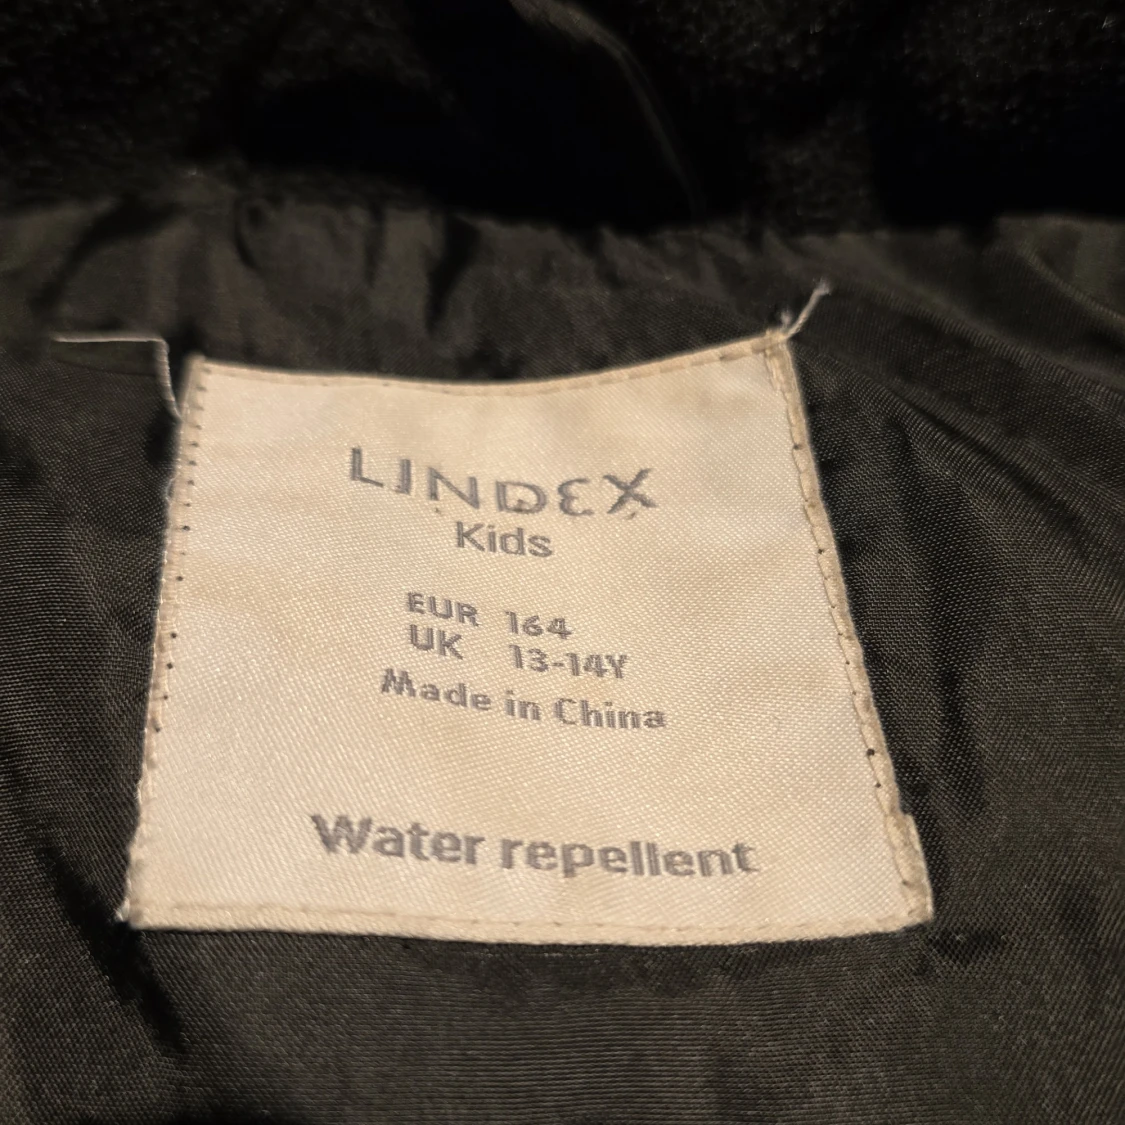 LINDEX
Kids
EUR 164
UK 13-14Y
Made in China
Water repellent